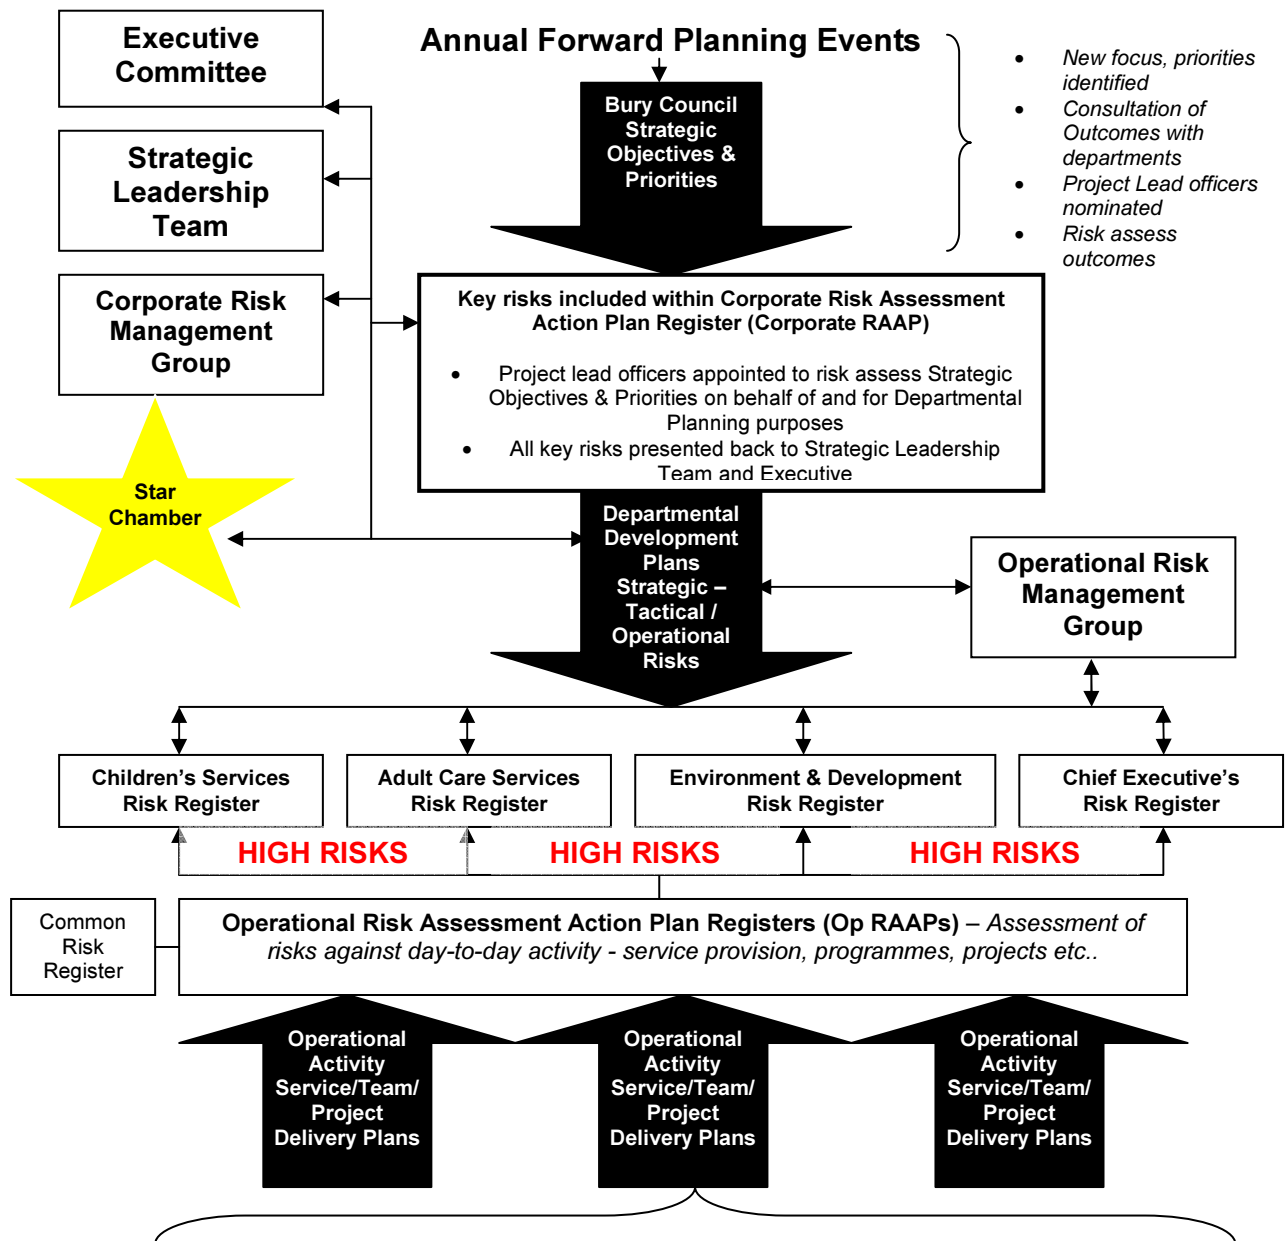 Executive
Committee
Annual Forward Planning Events
• New focus, priorities
identified
• Consultation of
Outcomes with
departments
• Project Lead officers
nominated
• Risk assess
outcomes
Bury Council
Strategic
Objectives &
Priorities
Strategic
Leadership
Team
Corporate Risk
Management
Group
Key risks included within Corporate Risk Assessment
Action Plan Register (Corporate RAAP)
• Project lead officers appointed to risk assess Strategic
Objectives & Priorities on behalf of and for Departmental
Planning purposes
• All key risks presented back to Strategic Leadership
Team and Executive
Star
Chamber
Departmental
Development
Plans
Strategic –
Tactical /
Operational
Risks
Operational Risk
Management
Group
Children’s Services
Risk Register
Adult Care Services
Risk Register
Environment & Development
Risk Register
Chief Executive’s
Risk Register
HIGH RISKS
HIGH RISKS
HIGH RISKS
Common
Risk
Register
Operational Risk Assessment Action Plan Registers (Op RAAPs) – Assessment of
risks against day-to-day activity - service provision, programmes, projects etc..
Operational
Activity
Service/Team/
Project
Delivery Plans
Operational
Activity
Service/Team/
Project
Delivery Plans
Operational
Activity
Service/Team/
Project
Delivery Plans